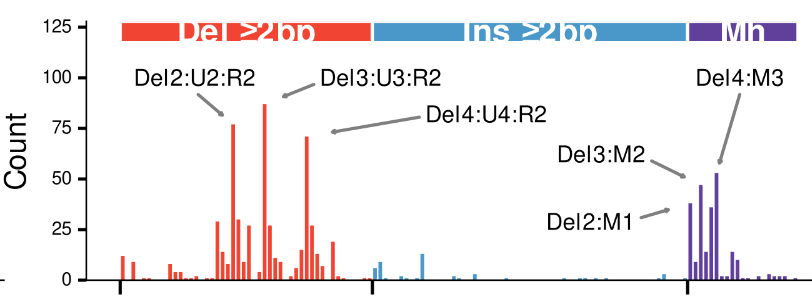 125
Del ≥2bp
Ins ≥2bp
Mh
100
Del2:U2:R2
Del3:U3:R2
Del4:M3
Del4:U4:R2
75
Del3:M2
50
Del2:M1
25
0
Count